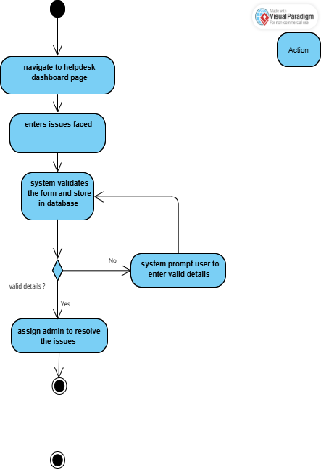 Visual Paradigm
Action
navigate to helpdesk
dashboard page
enters issues faced
system validates
the form and store
in database
No
system prompt user to
enter valid details
valid details ?
Yes
assign admin to resolve
the issues